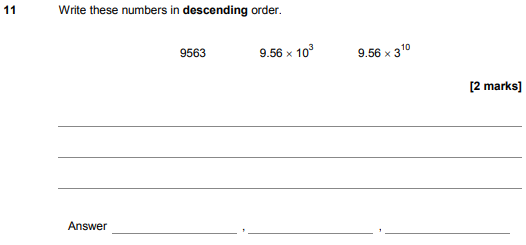 11 Write these numbers in descending order.
9563 9.56 × 10³ 9.56 × 3¹⁰
[2 marks]
Answer , ,